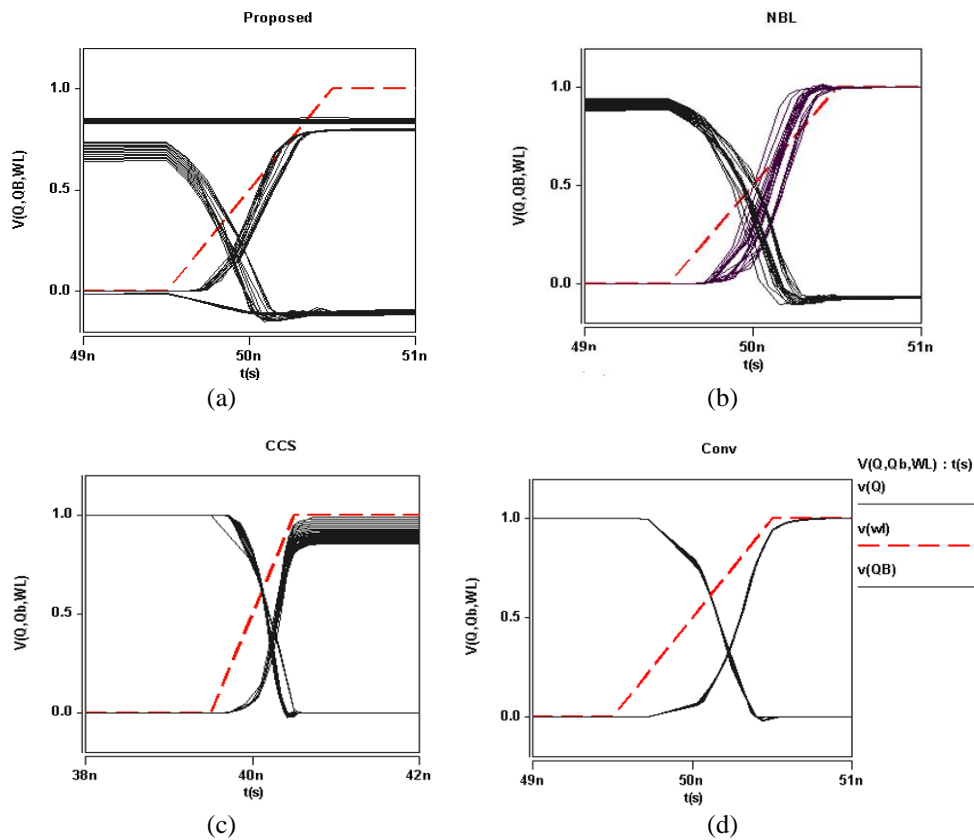 Proposed
V(Q,QB,WL)
1.0
0.5
0.0
49n
50n
51n
t(s)
(a)
NBL
V(Q,QB,WL)
1.0
0.5
0.0
49n
50n
51n
t(s)
(b)
CCS
V(Q,Qb,WL)
1.0
0.5
0.0
38n
40n
42n
t(s)
(c)
Conv
V(Q,Qb,WL)
1.0
0.5
0.0
49n
50n
51n
t(s)
(d)
V(Q,Qb,WL) : t(s)
v(Q)
v(wl)
v(QB)